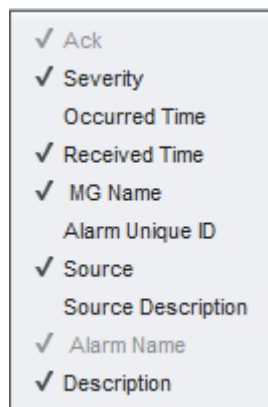 Ack
Severity
Occurred Time
Received Time
MG Name
Alarm Unique ID
Source
Source Description
Alarm Name
Description